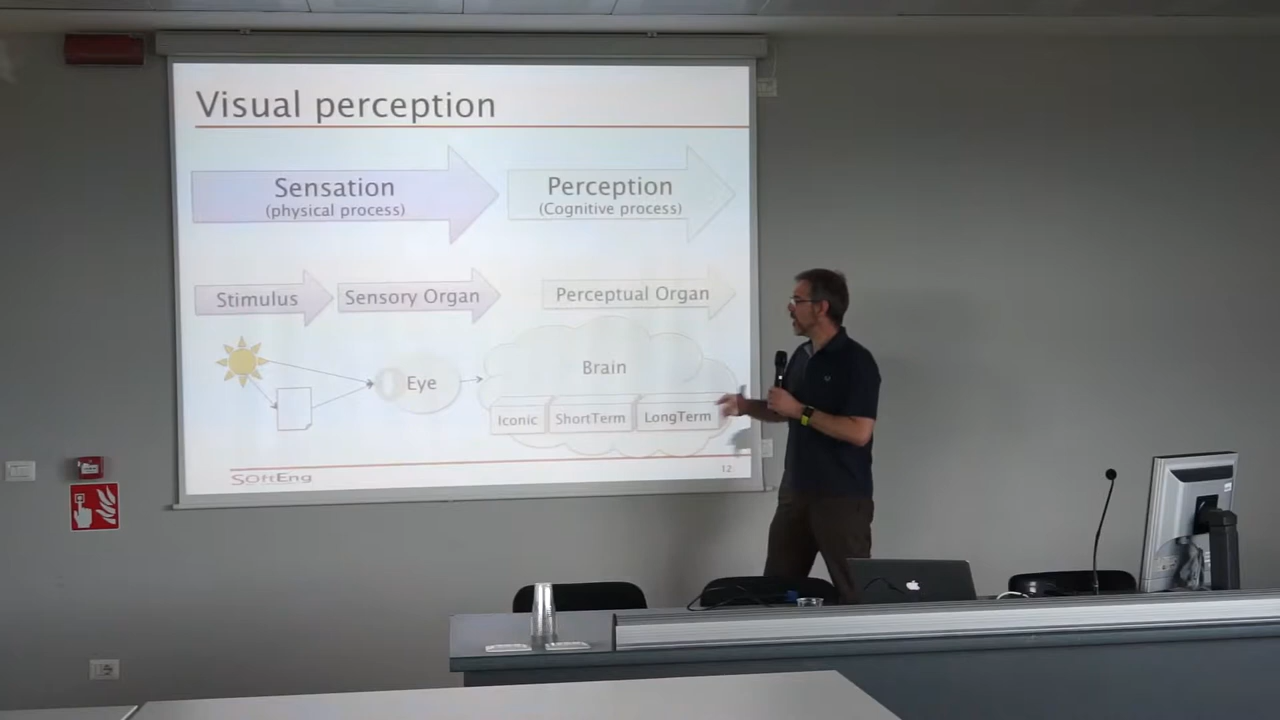 Visual perception
Sensation
(physical process)
Perception
(Cognitive process)
Stimulus
Sensory Organ
Perceptual Organ
Eye
Brain
Iconic
ShortTerm
LongTerm
SOftEng
12